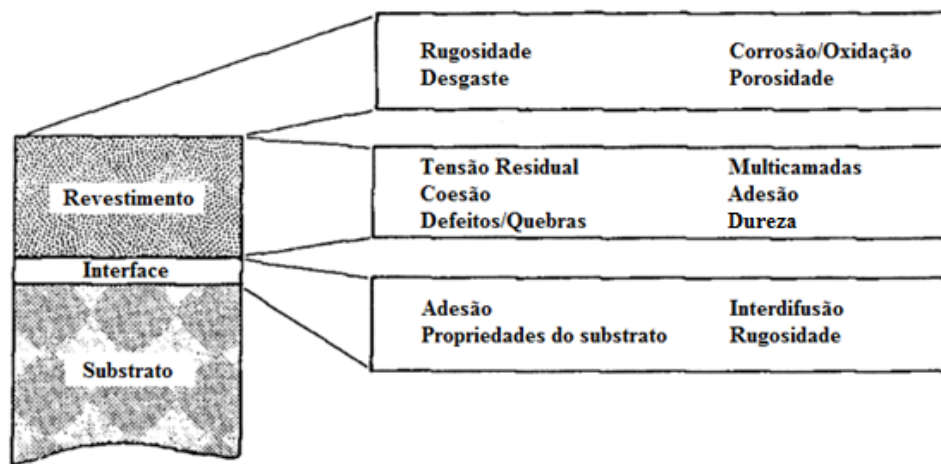 Rugosidade Corrosão/Oxidação
Desgaste Porosidade
Revestimento
Tensão Residual Multicamadas
Coesão Adesão
Defeitos/Quebras Dureza
Interface
Adesão Interdifusão
Propriedades do substrato Rugosidade
Substrato